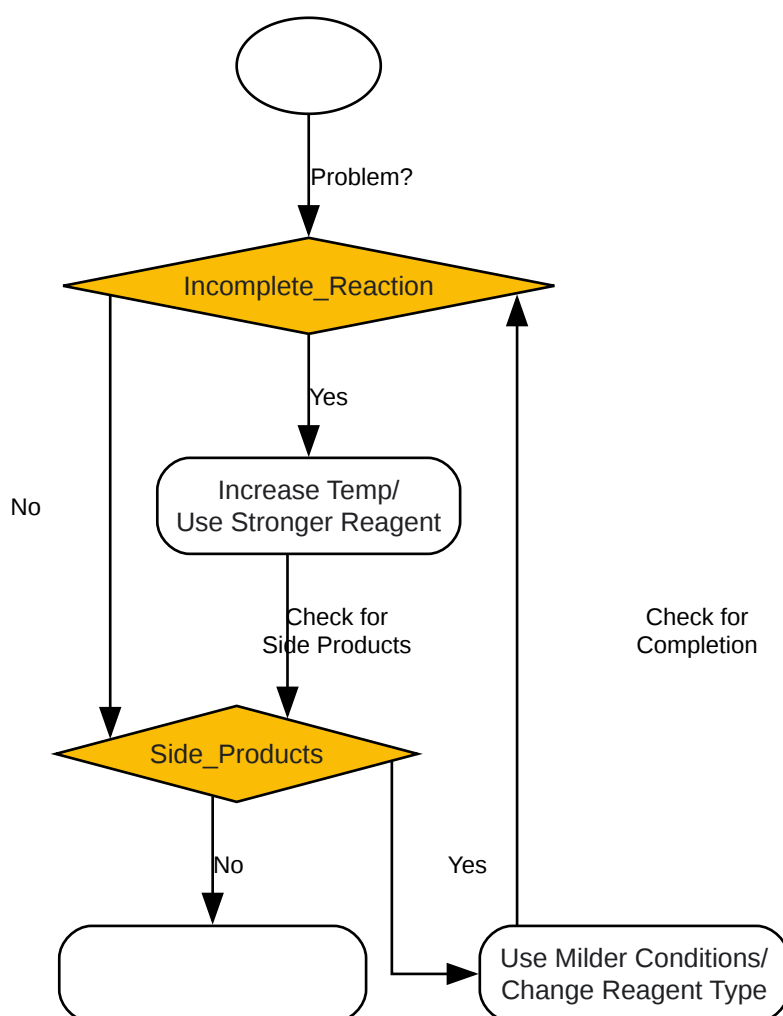 Problem?
Incomplete_Reaction
Yes
Increase Temp/
Use Stronger Reagent
No
Check for
Side Products
Check for
Completion
Side_Products
No
Yes
Use Milder Conditions/
Change Reagent Type